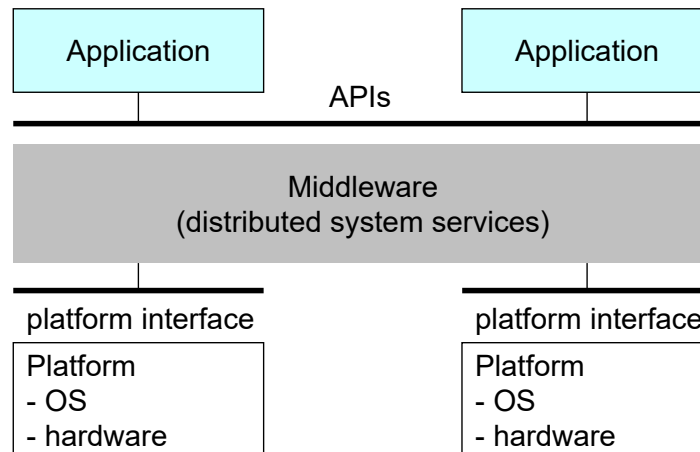 Application
Application
APIs
Middleware
(distributed system services)
platform interface
platform interface
Platform
- OS
- hardware
Platform
- OS
- hardware